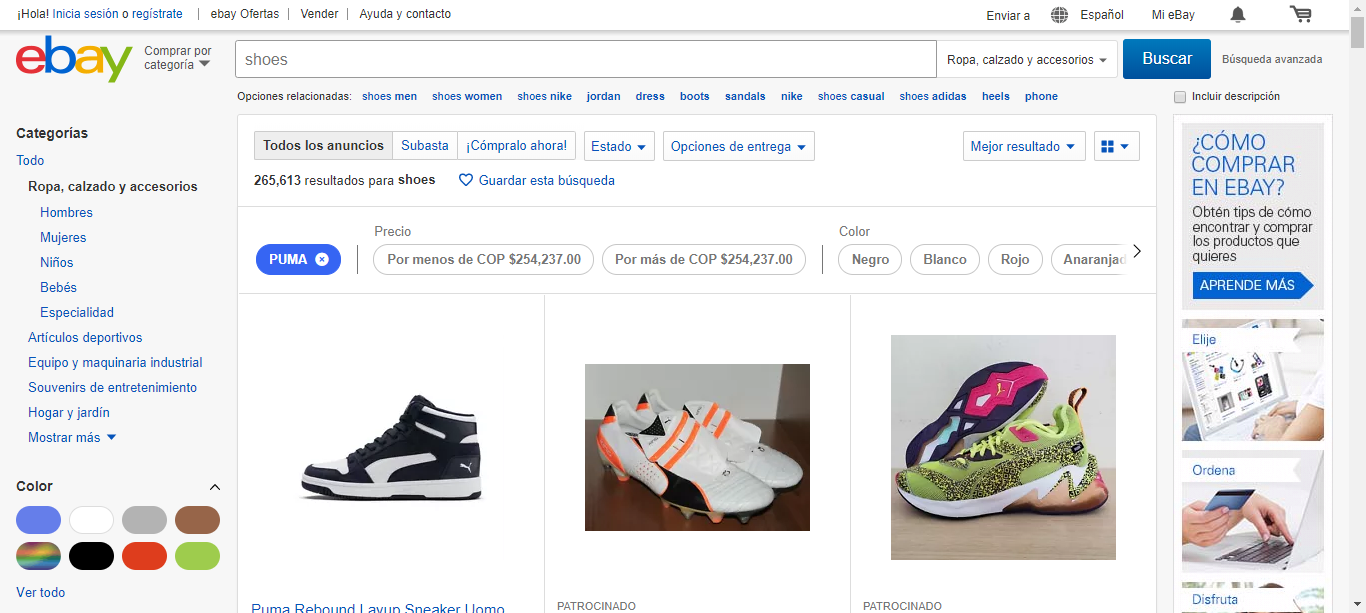 ¡Hola! Inicia sesión o regístrate
ebay Ofertas
Vender
Ayuda y contacto
Enviar a
Español
Mi eBay
ebay
Comprar por
categoría
shoes
Ropa, calzado y accesorios
Buscar
Búsqueda avanzada
Opciones relacionadas: shoes men shoes women shoes nike jordan dress boots sandals nike shoes casual shoes adidas heels phone
Incluir descripción
Categorías
Todo
Ropa, calzado y accesorios
Hombres
Mujeres
Niños
Bebés
Especialidad
Artículos deportivos
Equipo y maquinaria industrial
Souvenirs de entretenimiento
Hogar y jardín
Mostrar más
Color
Ver todo
Todos los anuncios
Subasta
¡Cómpralo ahora!
Estado
Opciones de entrega
Mejor resultado
265,613 resultados para shoes
Guardar esta búsqueda
Precio
Color
PUMA
Por menos de COP $254,237.00
Por más de COP $254,237.00
Negro
Blanco
Rojo
Anaranjad
Puma Rebound Layup Sneaker Uomo
PATROCINADO
PATROCINADO
¿CÓMO
COMPRAR
EN EBAY?
Obtén tips de cómo
encontrar y comprar
los productos que
quieres
APRENDE MÁS
Elije
Ordena
Disfruta